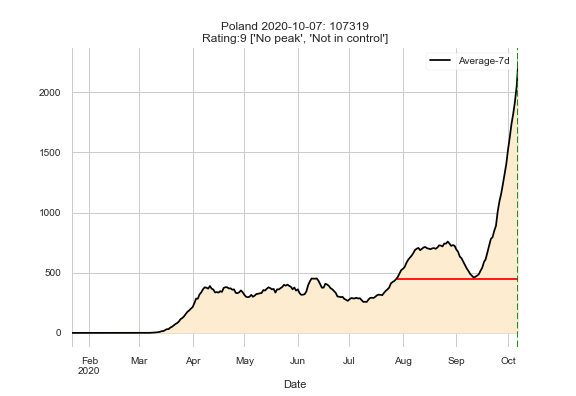 Poland 2020-10-07: 107319
Rating:9 ['No peak', 'Not in control']
Average-7d
2000
1500
1000
500
0
Feb Mar Apr May Jun Jul Aug Sep Oct
2020
Date